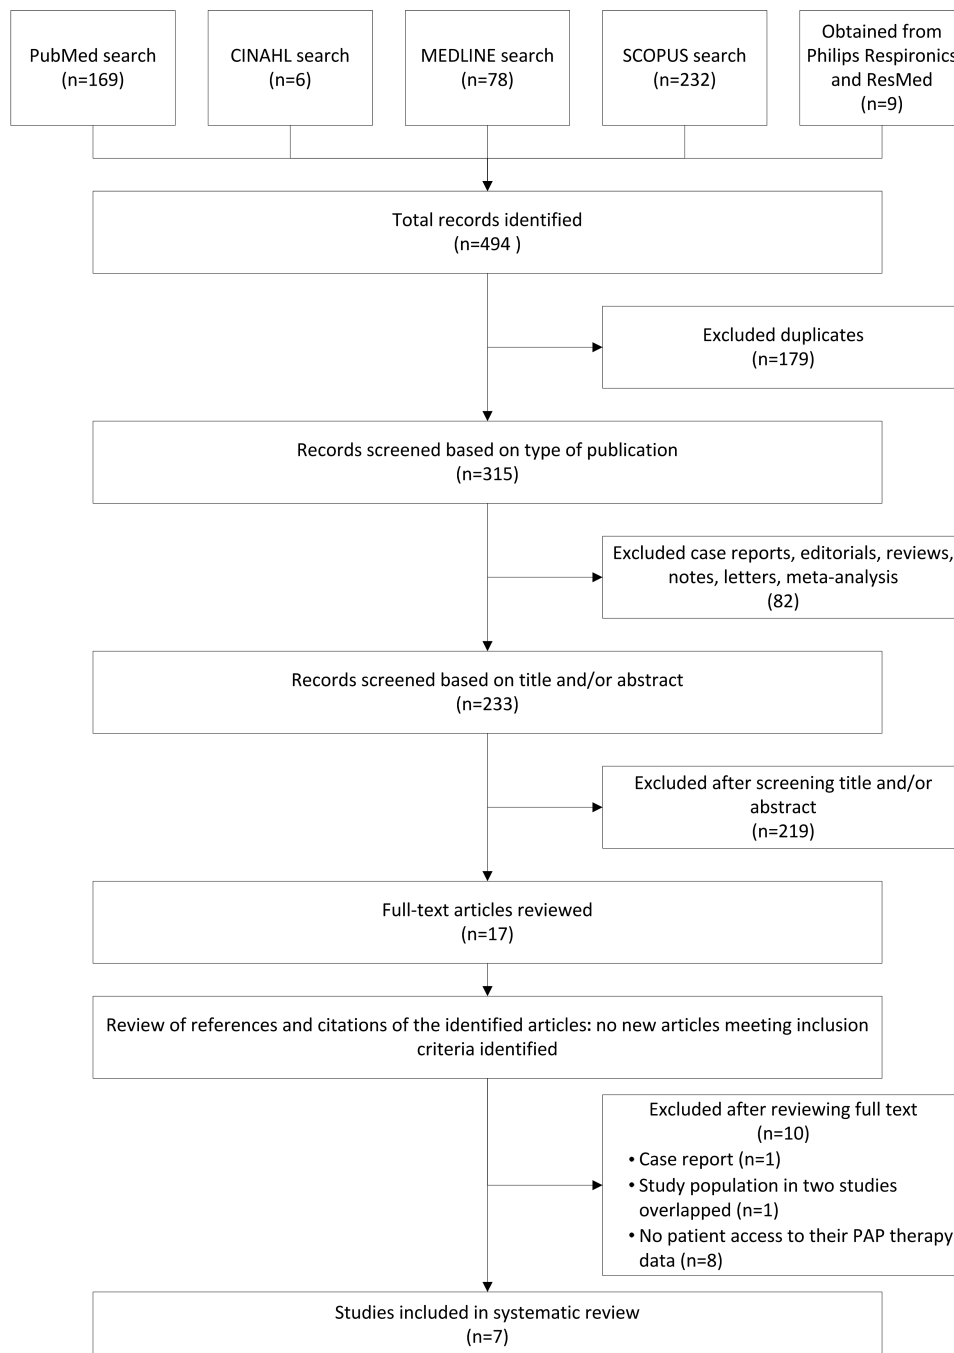 PubMed search
(n=169)
CINAHL search
(n=6)
MEDLINE search
(n=78)
SCOPUS search
(n=232)
Obtained from
Philips Respironics
and ResMed
(n=9)
Total records identified
(n=494 )
Excluded duplicates
(n=179)
Records screened based on type of publication
(n=315)
Excluded case reports, editorials, reviews,
notes, letters, meta-analysis
(82)
Records screened based on title and/or abstract
(n=233)
Excluded after screening title and/or
abstract
(n=219)
Full-text articles reviewed
(n=17)
Review of references and citations of the identified articles: no new articles meeting inclusion
criteria identified
Excluded after reviewing full text
(n=10)
• Case report (n=1)
• Study population in two studies
overlapped (n=1)
• No patient access to their PAP therapy
data (n=8)
Studies included in systematic review
(n=7)